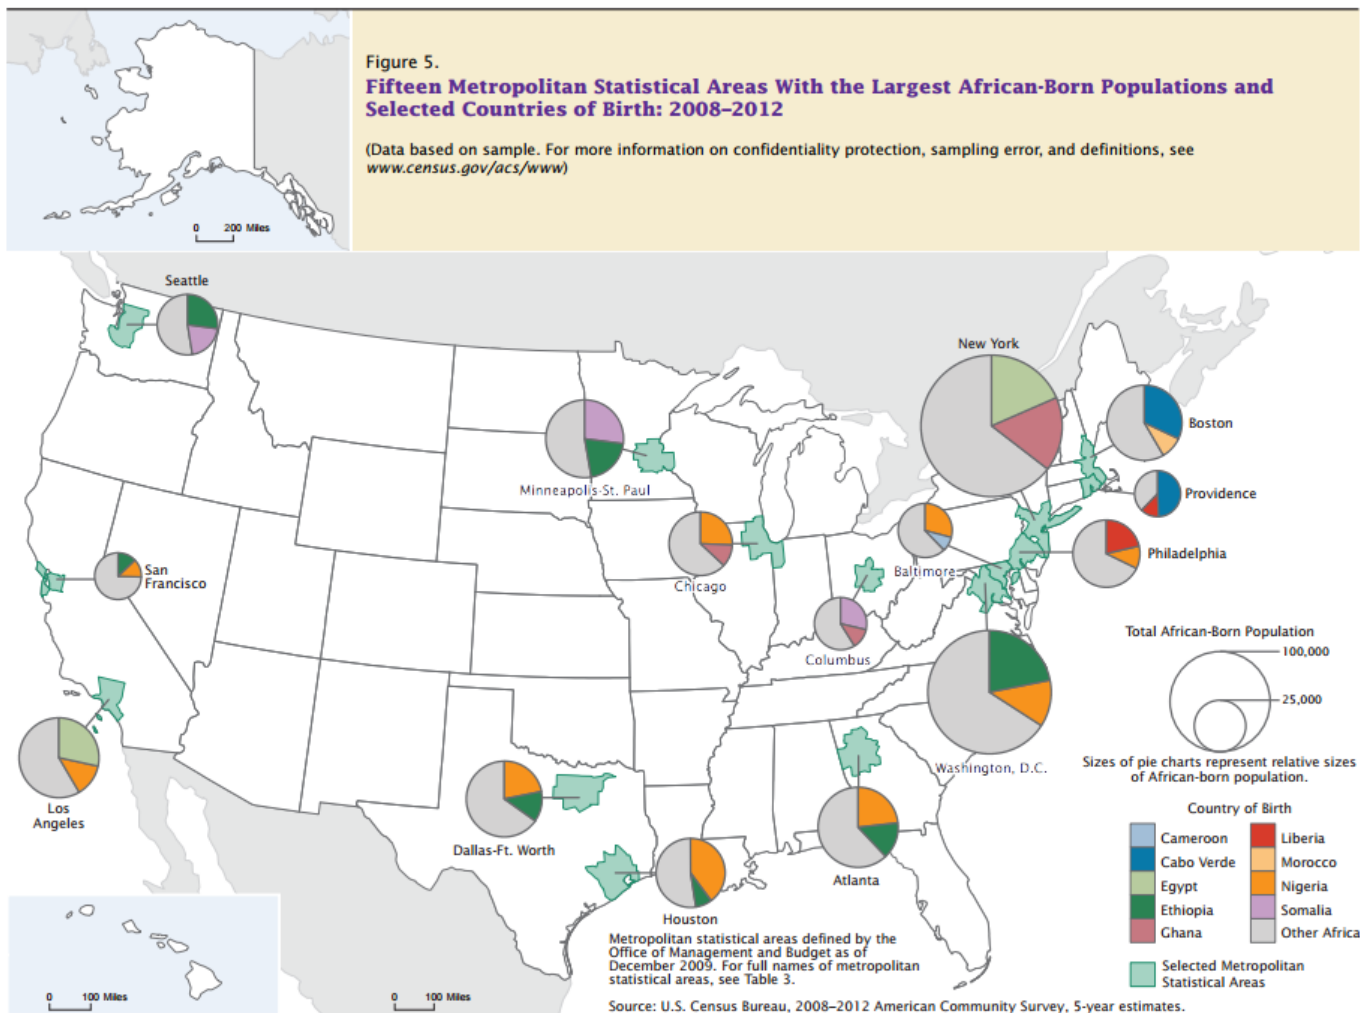 Figure 5.
Fifteen Metropolitan Statistical Areas With the Largest African-Born Populations and
Selected Countries of Birth: 2008–2012
(Data based on sample. For more information on confidentiality protection, sampling error, and definitions, see
www.census.gov/acs/www)
0 200 Miles
Seattle
New York
Boston
Minneapolis-St. Paul
Providence
Philadelphia
San
Francisco
Chicago
Baltimore
Columbus
Total African-Born Population
100,000
25,000
Washington, D.C.
Sizes of pie charts represent relative sizes
of African-born population.
Los
Angeles
Dallas-Ft. Worth
Atlanta
Houston
Country of Birth
Cameroon Liberia
Cabo Verde Morocco
Egypt Nigeria
Ethiopia Somalia
Ghana Other Africa
Selected Metropolitan
Statistical Areas
Metropolitan statistical areas defined by the
Office of Management and Budget as of
December 2009. For full names of metropolitan
statistical areas, see Table 3.
0 100 Miles
0 100 Miles
Source: U.S. Census Bureau, 2008–2012 American Community Survey, 5-year estimates.